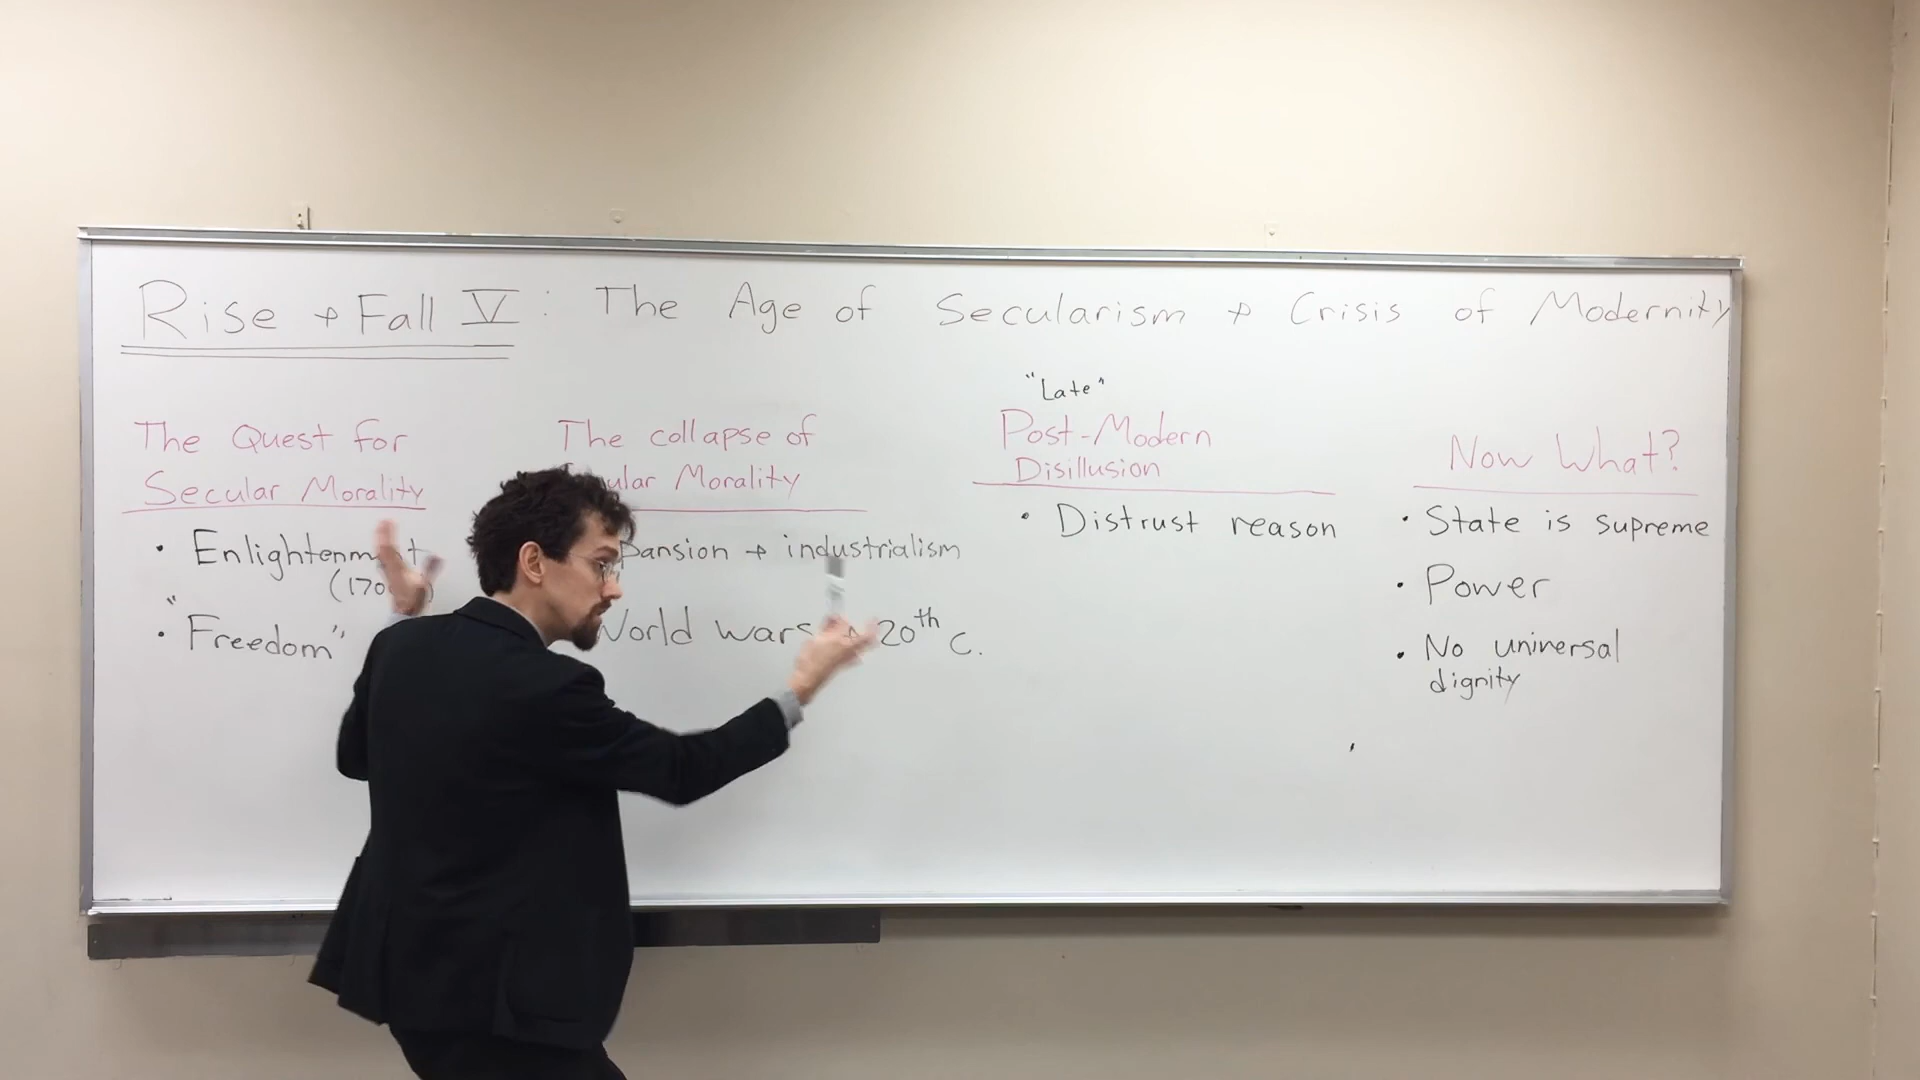 Rise + Fall V: The Age of Secularism + Crisis of Modernity
The Quest for
Secular Morality
• Enlightenment
(170
• "Freedom"
The collapse of
ular Morality
pansion + industrialism
World wars 20th c.
"Late"
Post-Modern
Disillusion
• Distrust reason
Now What?
• State is supreme
• Power
• No universal
dignity